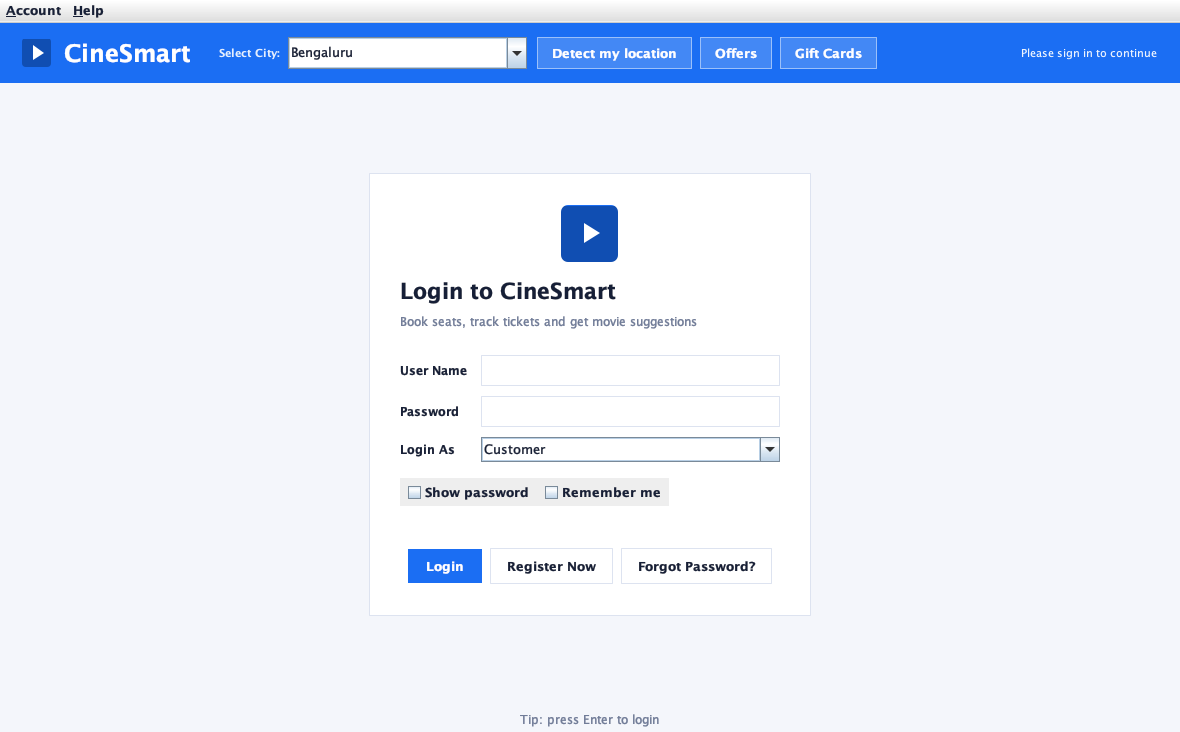 Account Help
CineSmart Select City: Bengaluru Detect my location Offers Gift Cards Please sign in to continue
Login to CineSmart
Book seats, track tickets and get movie suggestions
User Name
Password
Login As Customer
Show password Remember me
Login Register Now Forgot Password?
Tip: press Enter to login